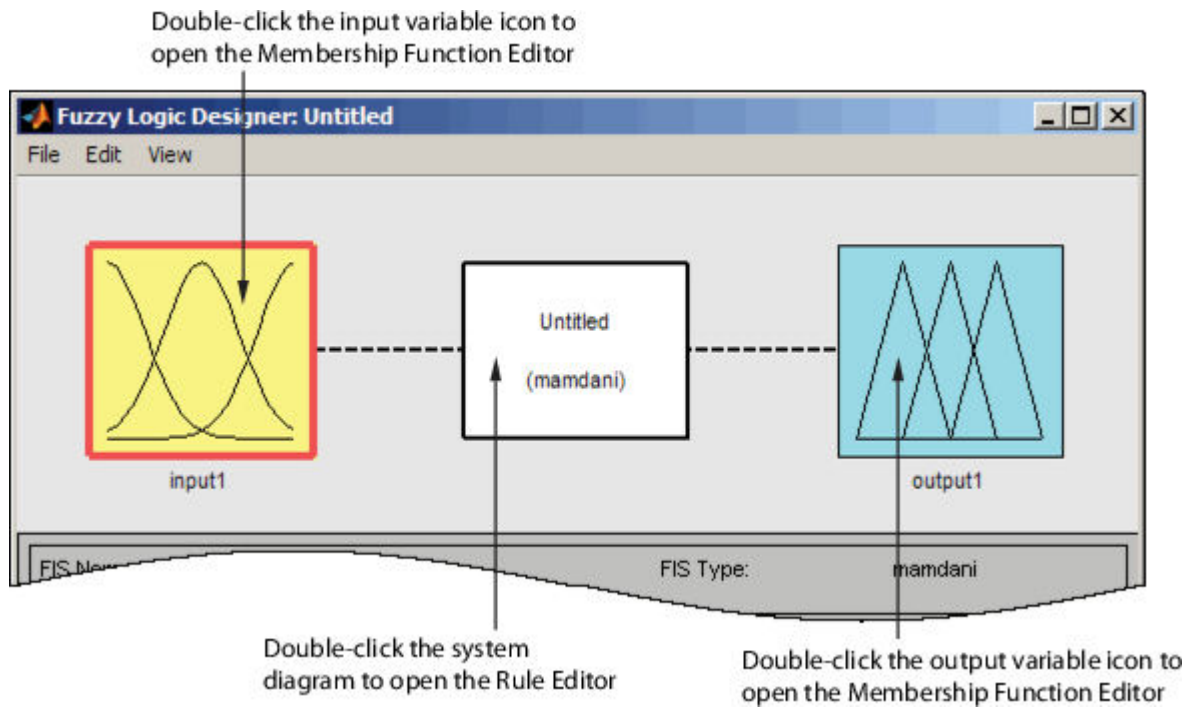 Double-click the input variable icon to
open the Membership Function Editor
Fuzzy Logic Designer: Untitled
File Edit View
Untitled
(mamdani)
input1
output1
FIS
FIS Type: mamdani
Double-click the system
diagram to open the Rule Editor
Double-click the output variable icon to
open the Membership Function Editor